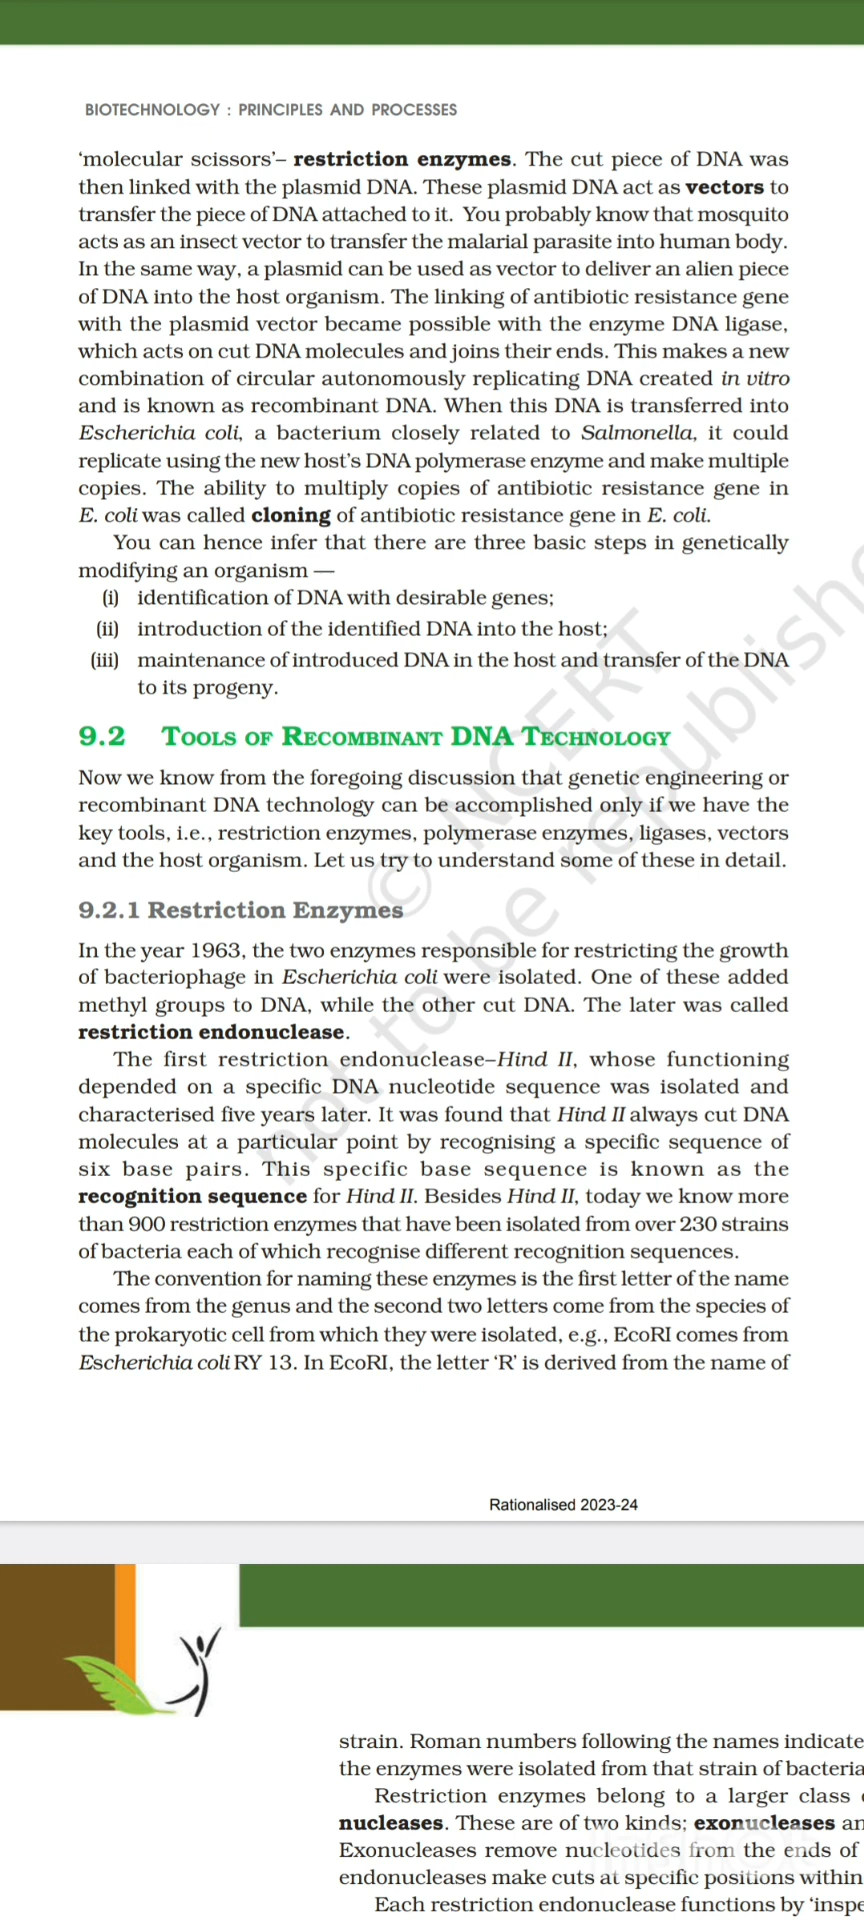 BIOTECHNOLOGY : PRINCIPLES AND PROCESSES
‘molecular scissors’– restriction enzymes. The cut piece of DNA was
then linked with the plasmid DNA. These plasmid DNA act as vectors to
transfer the piece of DNA attached to it. You probably know that mosquito
acts as an insect vector to transfer the malarial parasite into human body.
In the same way, a plasmid can be used as vector to deliver an alien piece
of DNA into the host organism. The linking of antibiotic resistance gene
with the plasmid vector became possible with the enzyme DNA ligase,
which acts on cut DNA molecules and joins their ends. This makes a new
combination of circular autonomously replicating DNA created in vitro
and is known as recombinant DNA. When this DNA is transferred into
Escherichia coli, a bacterium closely related to Salmonella, it could
replicate using the new host’s DNA polymerase enzyme and make multiple
copies. The ability to multiply copies of antibiotic resistance gene in
E. coli was called cloning of antibiotic resistance gene in E. coli.
You can hence infer that there are three basic steps in genetically
modifying an organism —
(i) identification of DNA with desirable genes;
(ii) introduction of the identified DNA into the host;
(iii) maintenance of introduced DNA in the host and transfer of the DNA
to its progeny.
9.2 TOOLS OF RECOMBINANT DNA TECHNOLOGY
Now we know from the foregoing discussion that genetic engineering or
recombinant DNA technology can be accomplished only if we have the
key tools, i.e., restriction enzymes, polymerase enzymes, ligases, vectors
and the host organism. Let us try to understand some of these in detail.
9.2.1 Restriction Enzymes
In the year 1963, the two enzymes responsible for restricting the growth
of bacteriophage in Escherichia coli were isolated. One of these added
methyl groups to DNA, while the other cut DNA. The later was called
restriction endonuclease.
The first restriction endonuclease–Hind II, whose functioning
depended on a specific DNA nucleotide sequence was isolated and
characterised five years later. It was found that Hind II always cut DNA
molecules at a particular point by recognising a specific sequence of
six base pairs. This specific base sequence is known as the
recognition sequence for Hind II. Besides Hind II, today we know more
than 900 restriction enzymes that have been isolated from over 230 strains
of bacteria each of which recognise different recognition sequences.
The convention for naming these enzymes is the first letter of the name
comes from the genus and the second two letters come from the species of
the prokaryotic cell from which they were isolated, e.g., EcoRI comes from
Escherichia coli RY 13. In EcoRI, the letter ‘R’ is derived from the name of
© NCERT
not to be republishe
Rationalised 2023-24
strain. Roman numbers following the names indicate
the enzymes were isolated from that strain of bacteria
Restriction enzymes belong to a larger class
nucleases. These are of two kinds; exonucleases an
Exonucleases remove nucleotides from the ends of
endonucleases make cuts at specific positions within
Each restriction endonuclease functions by ‘inspe